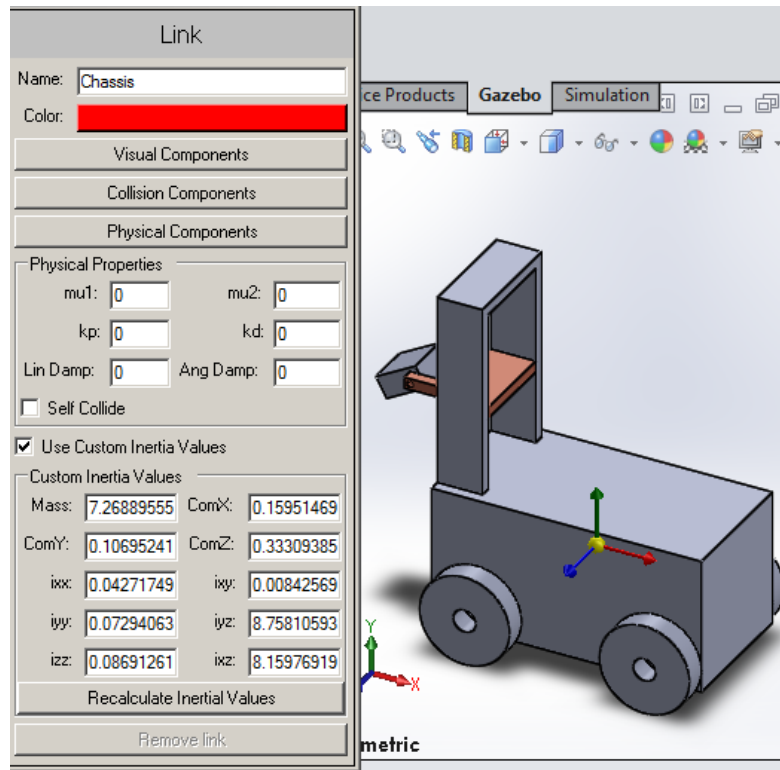 Link
Name: Chassis
Color:
Visual Components
Collision Components
Physical Components
Physical Properties
mu1: 0 mu2: 0
kp: 0 kd: 0
Lin Damp: 0 Ang Damp: 0
Self Collide
Use Custom Inertia Values
Custom Inertia Values
Mass: 7.26889555 ComX: 0.15951469
ComY: 0.10695241 ComZ: 0.33309385
ixx: 0.04271749 ixy: 0.00842569
iyy: 0.07294063 iyz: 8.75810593
izz: 0.08691261 ixz: 8.15976919
Recalculate Inertial Values
Remove link
ice Products Gazebo Simulation
Y
X
metric